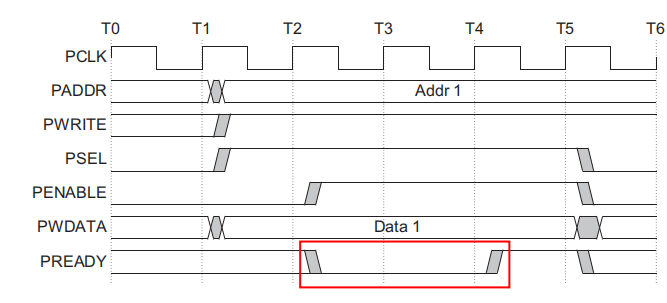 T0 T1 T2 T3 T4 T5 T6
PCLK
PADDR Addr 1
PWRITE
PSEL
PENABLE
PWDATA Data 1
PREADY